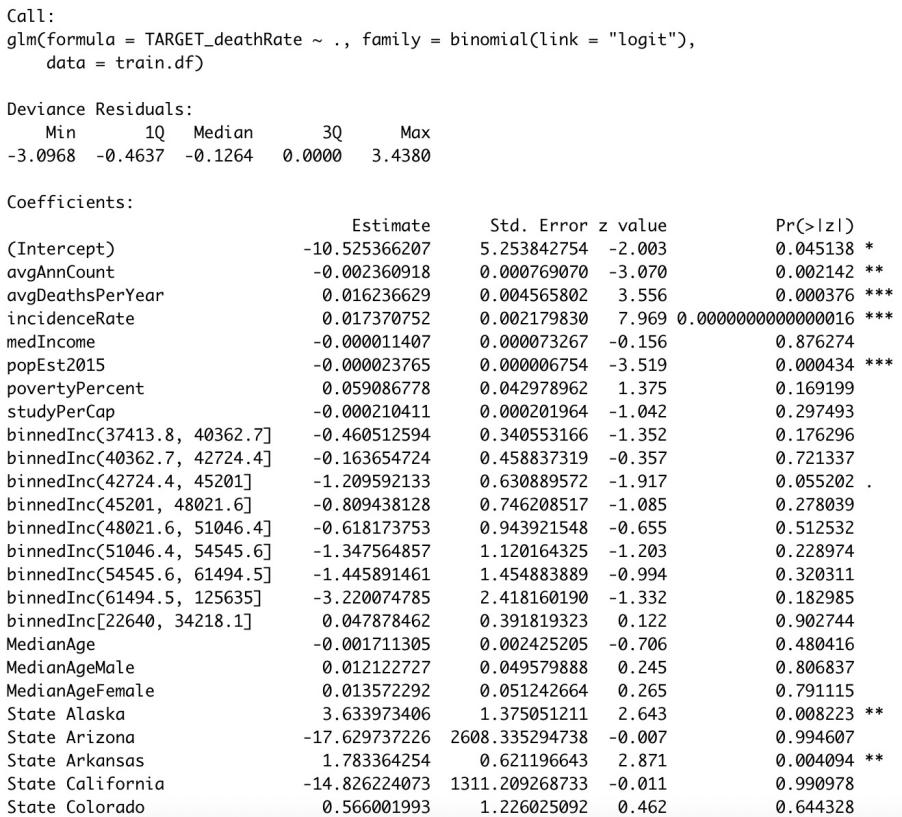 Call:
glm(formula = TARGET_deathRate ~ ., family = binomial(link = "logit"),
    data = train.df)
Deviance Residuals:
    Min      1Q  Median      3Q     Max
-3.0968 -0.4637 -0.1264  0.0000  3.4380
Coefficients:
Estimate Std. Error z value Pr(>|z|)
(Intercept) -10.525366207 5.253842754 -2.003 0.045138 *
avgAnnCount -0.002360918 0.000769070 -3.070 0.002142 **
avgDeathsPerYear 0.016236629 0.004565802 3.556 0.000376 ***
incidenceRate 0.017370752 0.002179830 7.969 0.0000000000000016 ***
medIncome -0.000011407 0.000073267 -0.156 0.876274
popEst2015 -0.000023765 0.000006754 -3.519 0.000434 ***
povertyPercent 0.059086778 0.042978962 1.375 0.169199
studyPerCap -0.000210411 0.000201964 -1.042 0.297493
binnedInc(37413.8, 40362.7] -0.460512594 0.340553166 -1.352 0.176296
binnedInc(40362.7, 42724.4] -0.163654724 0.458837319 -0.357 0.721337
binnedInc(42724.4, 45201] -1.209592133 0.630889572 -1.917 0.055202 .
binnedInc(45201, 48021.6] -0.809438128 0.746208517 -1.085 0.278039
binnedInc(48021.6, 51046.4] -0.618173753 0.943921548 -0.655 0.512532
binnedInc(51046.4, 54545.6] -1.347564857 1.120164325 -1.203 0.228974
binnedInc(54545.6, 61494.5] -1.445891461 1.454883889 -0.994 0.320311
binnedInc(61494.5, 125635] -3.220074785 2.418160190 -1.332 0.182985
binnedInc[22640, 34218.1] 0.047878462 0.391819323 0.122 0.902744
MedianAge -0.001711305 0.002425205 -0.706 0.480416
MedianAgeMale 0.012122727 0.049579888 0.245 0.806837
MedianAgeFemale 0.013572292 0.051242664 0.265 0.791115
State Alaska 3.633973406 1.375051211 2.643 0.008223 **
State Arizona -17.629737226 2608.335294738 -0.007 0.994607
State Arkansas 1.783364254 0.621196643 2.871 0.004094 **
State California -14.826224073 1311.209268733 -0.011 0.990978
State Colorado 0.566001993 1.226025092 0.462 0.644328